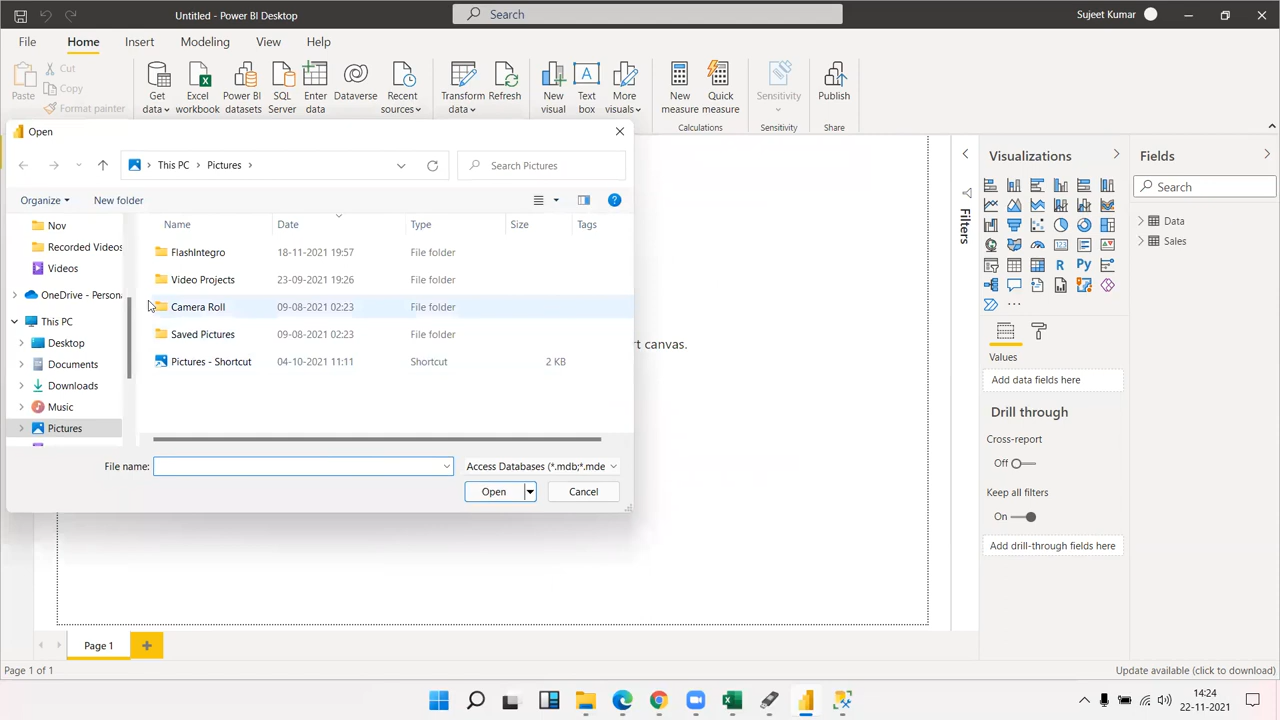 Untitled - Power BI Desktop
Search
Sujeet Kumar
File
Home
Insert
Modeling
View
Help
Paste
Cut
Copy
Format painter
Get data
Excel workbook
Power BI datasets
SQL Server
Enter data
Dataverse
Recent sources
Transform data
Refresh
New visual
Text box
More visuals
New measure
Quick measure
Sensitivity
Publish
Calculations
Sensitivity
Share
Open
This PC
Pictures
Search Pictures
Organize
New folder
Name
Date
Type
Size
Tags
Nov
Recorded Videos
Videos
OneDrive - Persona
This PC
Desktop
Documents
Downloads
Music
Pictures
FlashIntegro 18-11-2021 19:57 File folder
Video Projects 23-09-2021 19:26 File folder
Camera Roll 09-08-2021 02:23 File folder
Saved Pictures 09-08-2021 02:23 File folder
Pictures - Shortcut 04-10-2021 11:11 Shortcut 2 KB
File name:
Access Databases (*.mdb;*.mde
Open
Cancel
rt canvas.
Filters
Visualizations
R
Py
Values
Add data fields here
Drill through
Cross-report
Off
Keep all filters
On
Add drill-through fields here
Fields
Search
Data
Sales
Page 1
Page 1 of 1
Update available (click to download)
14:24
22-11-2021